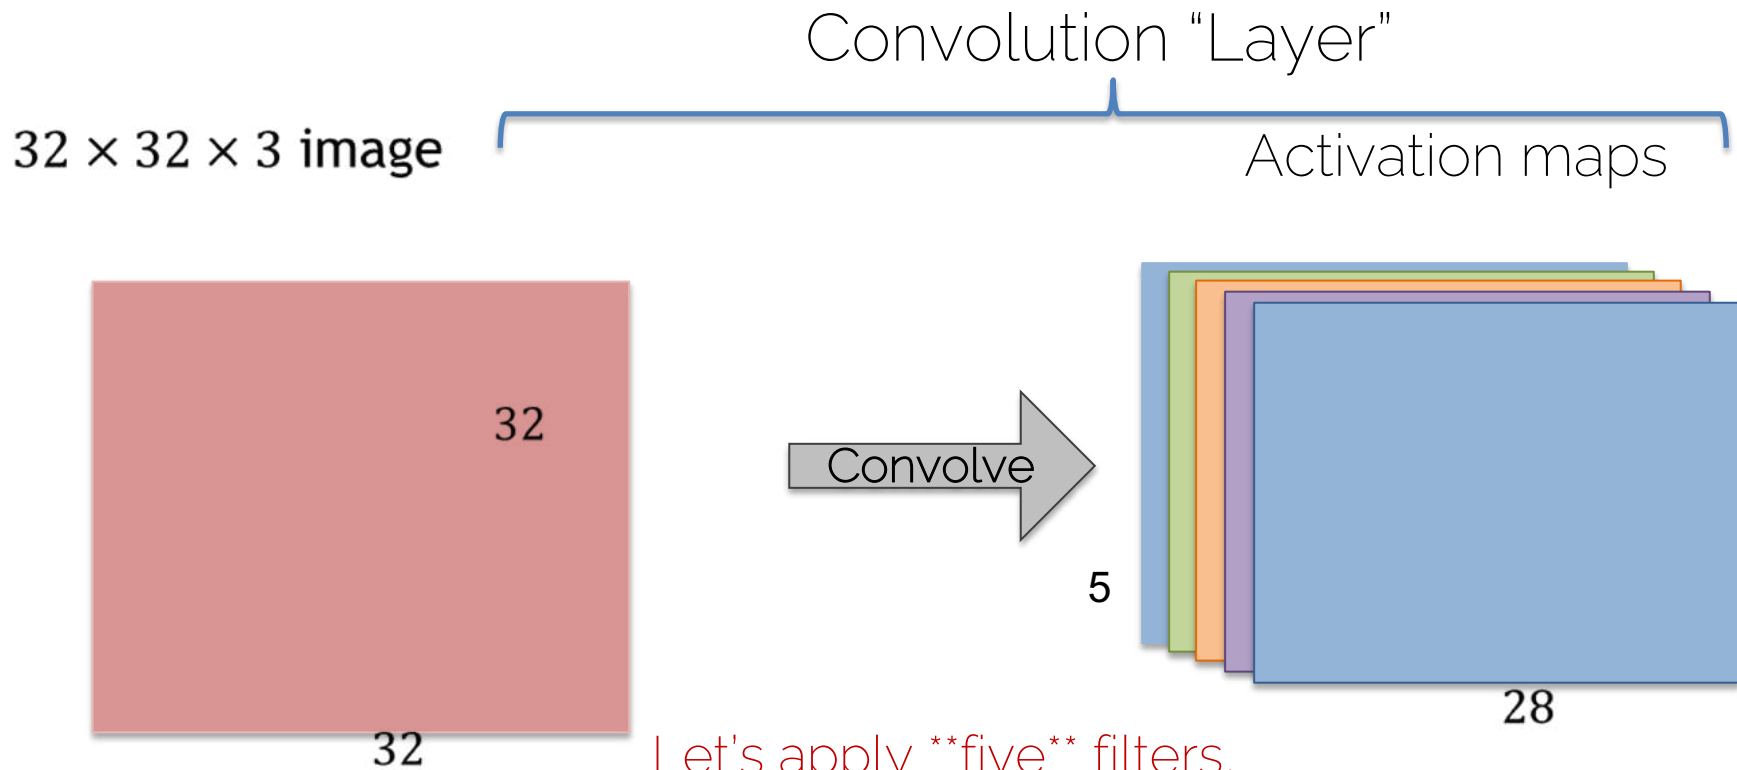 Convolution “Layer”
32 × 32 × 3 image
Activation maps
32
Convolve
5
28
32
Let's apply **five** filters.